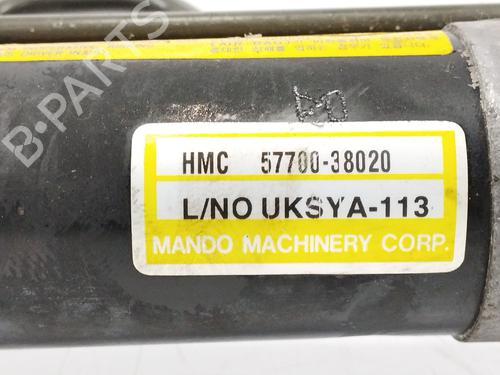 HMC 57700-38020
L/NO UKSYA-113
MANDO MACHINERY CORP.
B-PARTS